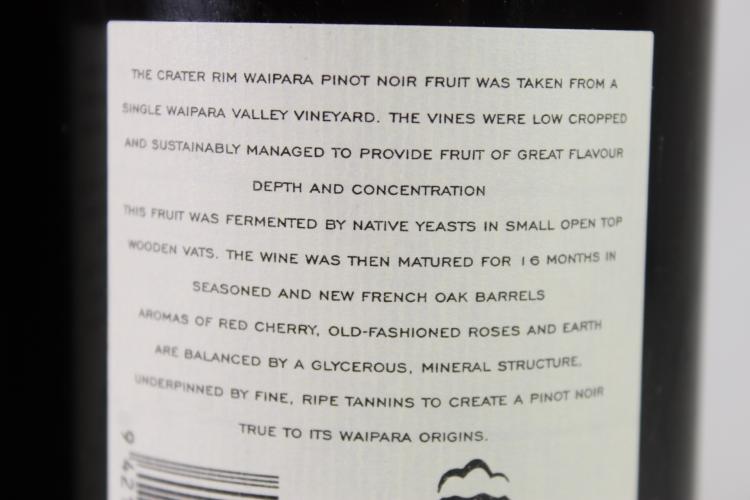 THE CRATER RIM WAIPARA PINOT NOIR FRUIT WAS TAKEN FROM A
SINGLE WAIPARA VALLEY VINEYARD. THE VINES WERE LOW CROPPED
AND SUSTAINABLY MANAGED TO PROVIDE FRUIT OF GREAT FLAVOUR
DEPTH AND CONCENTRATION
THIS FRUIT WAS FERMENTED BY NATIVE YEASTS IN SMALL OPEN TOP
WOODEN VATS. THE WINE WAS THEN MATURED FOR 16 MONTHS IN
SEASONED AND NEW FRENCH OAK BARRELS
AROMAS OF RED CHERRY, OLD-FASHIONED ROSES AND EARTH
ARE BALANCED BY A GLYCEROUS, MINERAL STRUCTURE,
UNDERPINNED BY FINE, RIPE TANNINS TO CREATE A PINOT NOIR
TRUE TO ITS WAIPARA ORIGINS.
9 42